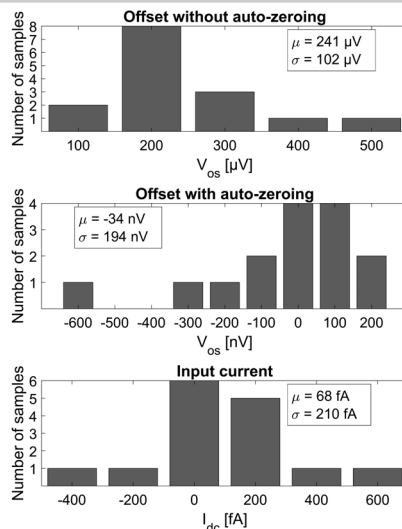 Offset without auto-zeroing
Number of samples
8
7
6
5
4
3
2
1
μ = 241 μV
σ = 102 μV
100 200 300 400 500
Vos [μV]
Offset with auto-zeroing
Number of samples
4
3
2
1
μ = -34 nV
σ = 194 nV
-600 -500 -400 -300 -200 -100 0 100 200
Vos [nV]
Input current
Number of samples
6
5
4
3
2
1
μ = 68 fA
σ = 210 fA
-400 -200 0 200 400 600
Idc [fA]